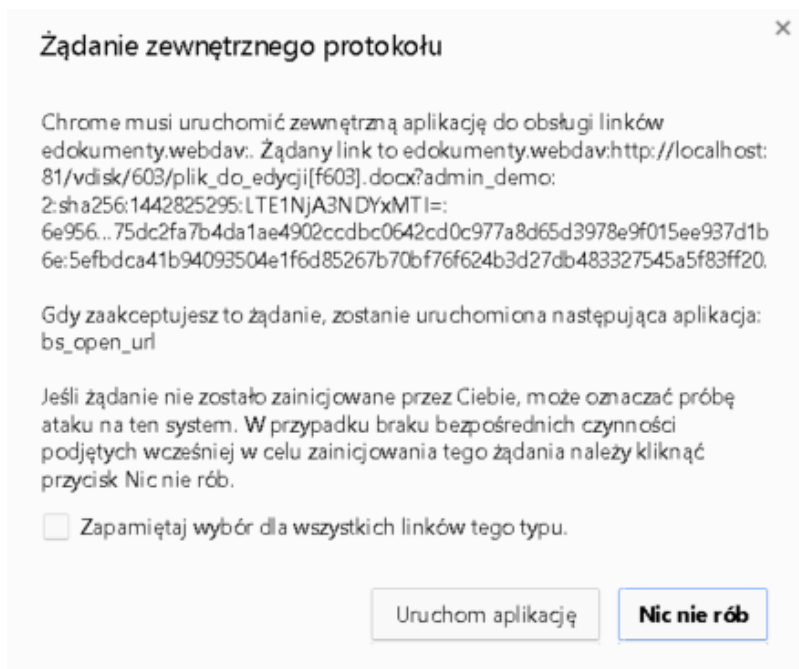 Żądanie zewnętrznego protokołu
Chrome musi uruchomić zewnętrzną aplikację do obsługi linków
edokumenty.webdav:. Żądany link to edokumenty.webdav:http://localhost:
81/vdisk/603/plik_do_edycji[f603].docx?admin_demo:
2:sha256:1442825295:LTE1NjA3NDYxMTI=:
6e956...75dc2fa7b4da1ae4902ccdbc0642cd0c977a8d65d3978e9f015ee937d1b
6e:5efbdca41b94093504e1f6d85267b70bf76f624b3d27db483327545a5f83ff20.
Gdy zaakceptujesz to żądanie, zostanie uruchomiona następująca aplikacja:
bs_open_url
Jeśli żądanie nie zostało zainicjowane przez Ciebie, może oznaczać próbę
ataku na ten system. W przypadku braku bezpośrednich czynności
podjętych wcześniej w celu zainicjowania tego żądania należy kliknąć
przycisk Nic nie rób.
Zapamiętaj wybór dla wszystkich linków tego typu.
Uruchom aplikację
Nic nie rób